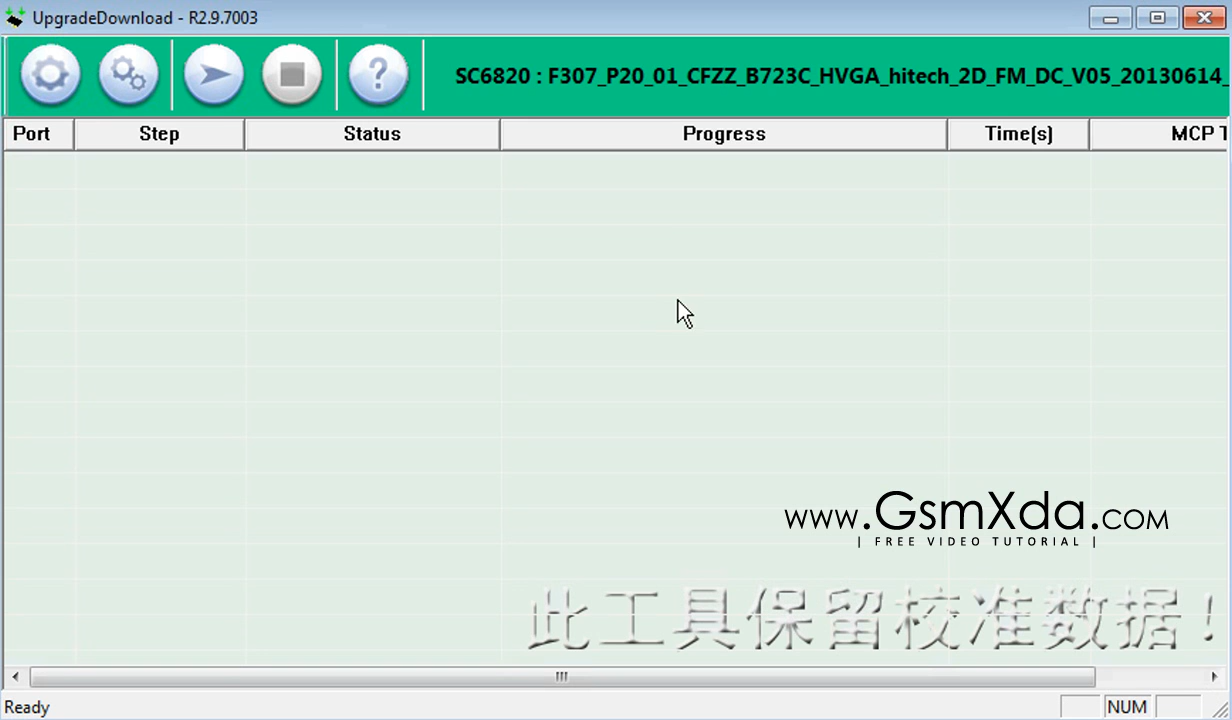 UpgradeDownload - R2.9.7003
SC6820 : F307_P20_01_CFZZ_B723C_HVGA_hitech_2D_FM_DC_V05_20130614_
Port Step Status Progress Time(s) MCP T
www.GsmXda.com
| FREE VIDEO TUTORIAL |
此工具保留校准数据！
Ready NUM